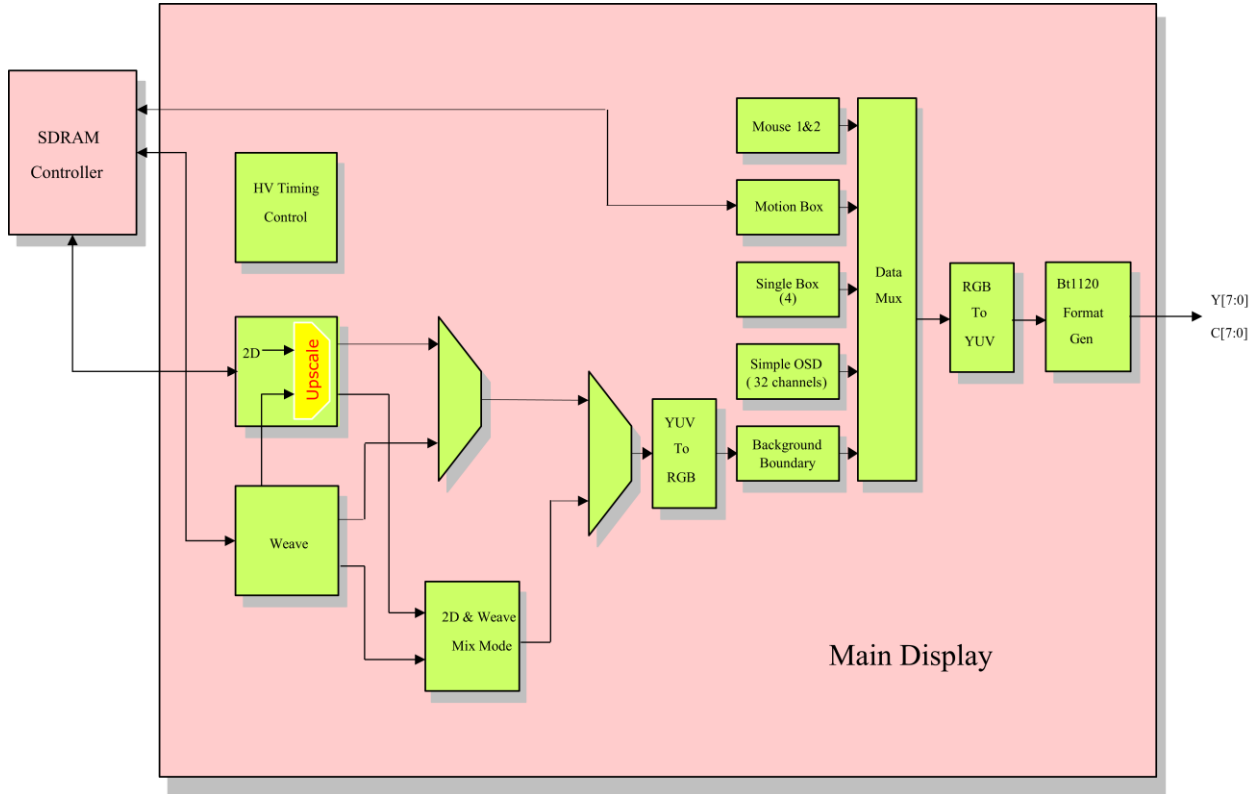 SDRAM
Controller
HV Timing
Control
2D
Upscale
Weave
2D & Weave
Mix Mode
YUV
To
RGB
Mouse 1&2
Motion Box
Single Box
(4)
Simple OSD
( 32 channels)
Background
Boundary
Data
Mux
RGB
To
YUV
Bt1120
Format
Gen
Y[7:0]
C[7:0]
Main Display